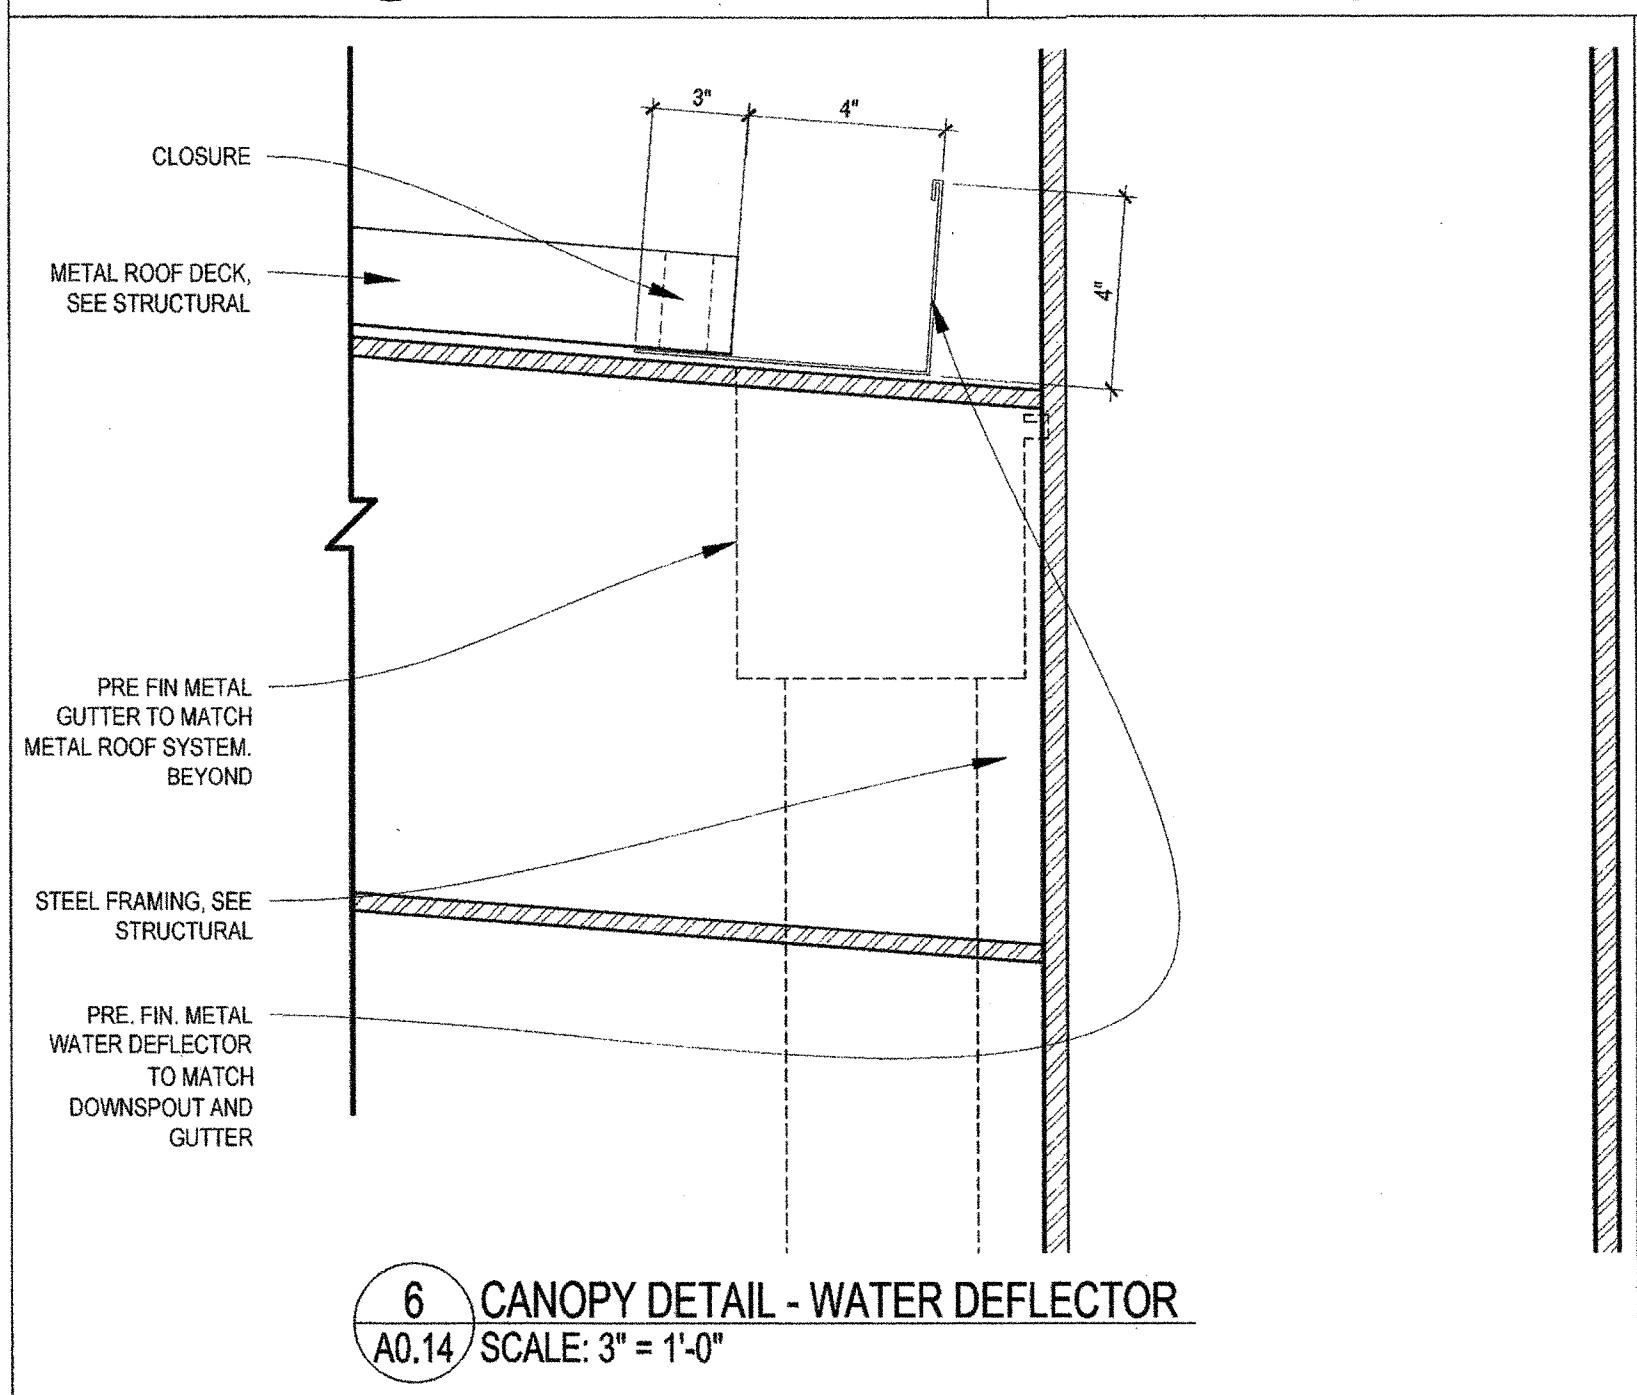 3"
4"
CLOSURE
4"
METAL ROOF DECK,
SEE STRUCTURAL
PRE FIN METAL
GUTTER TO MATCH
METAL ROOF SYSTEM.
BEYOND
STEEL FRAMING, SEE
STRUCTURAL
PRE. FIN. METAL
WATER DEFLECTOR
TO MATCH
DOWNSPOUT AND
GUTTER
6
CANOPY DETAIL - WATER DEFLECTOR
A0.14
SCALE: 3" = 1'-0"